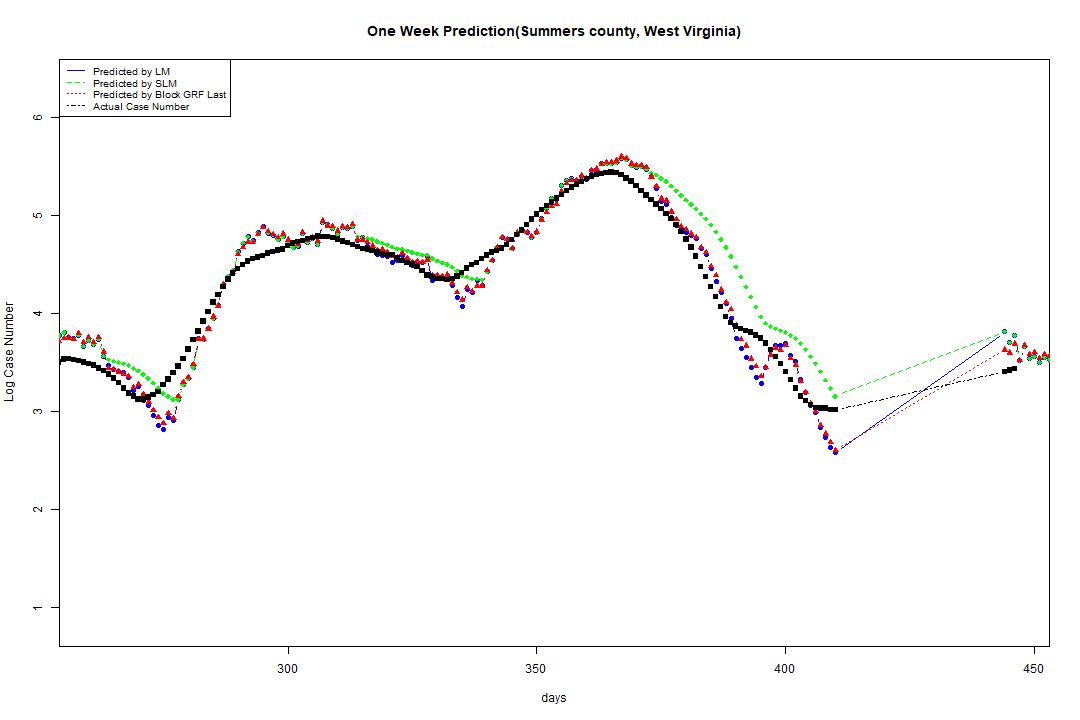 One Week Prediction(Summers county, West Virginia)
Predicted by LM
Predicted by SLM
Predicted by Block GRF Last
Actual Case Number
6
5
4
3
2
1
Log Case Number
300 350 400 450
days